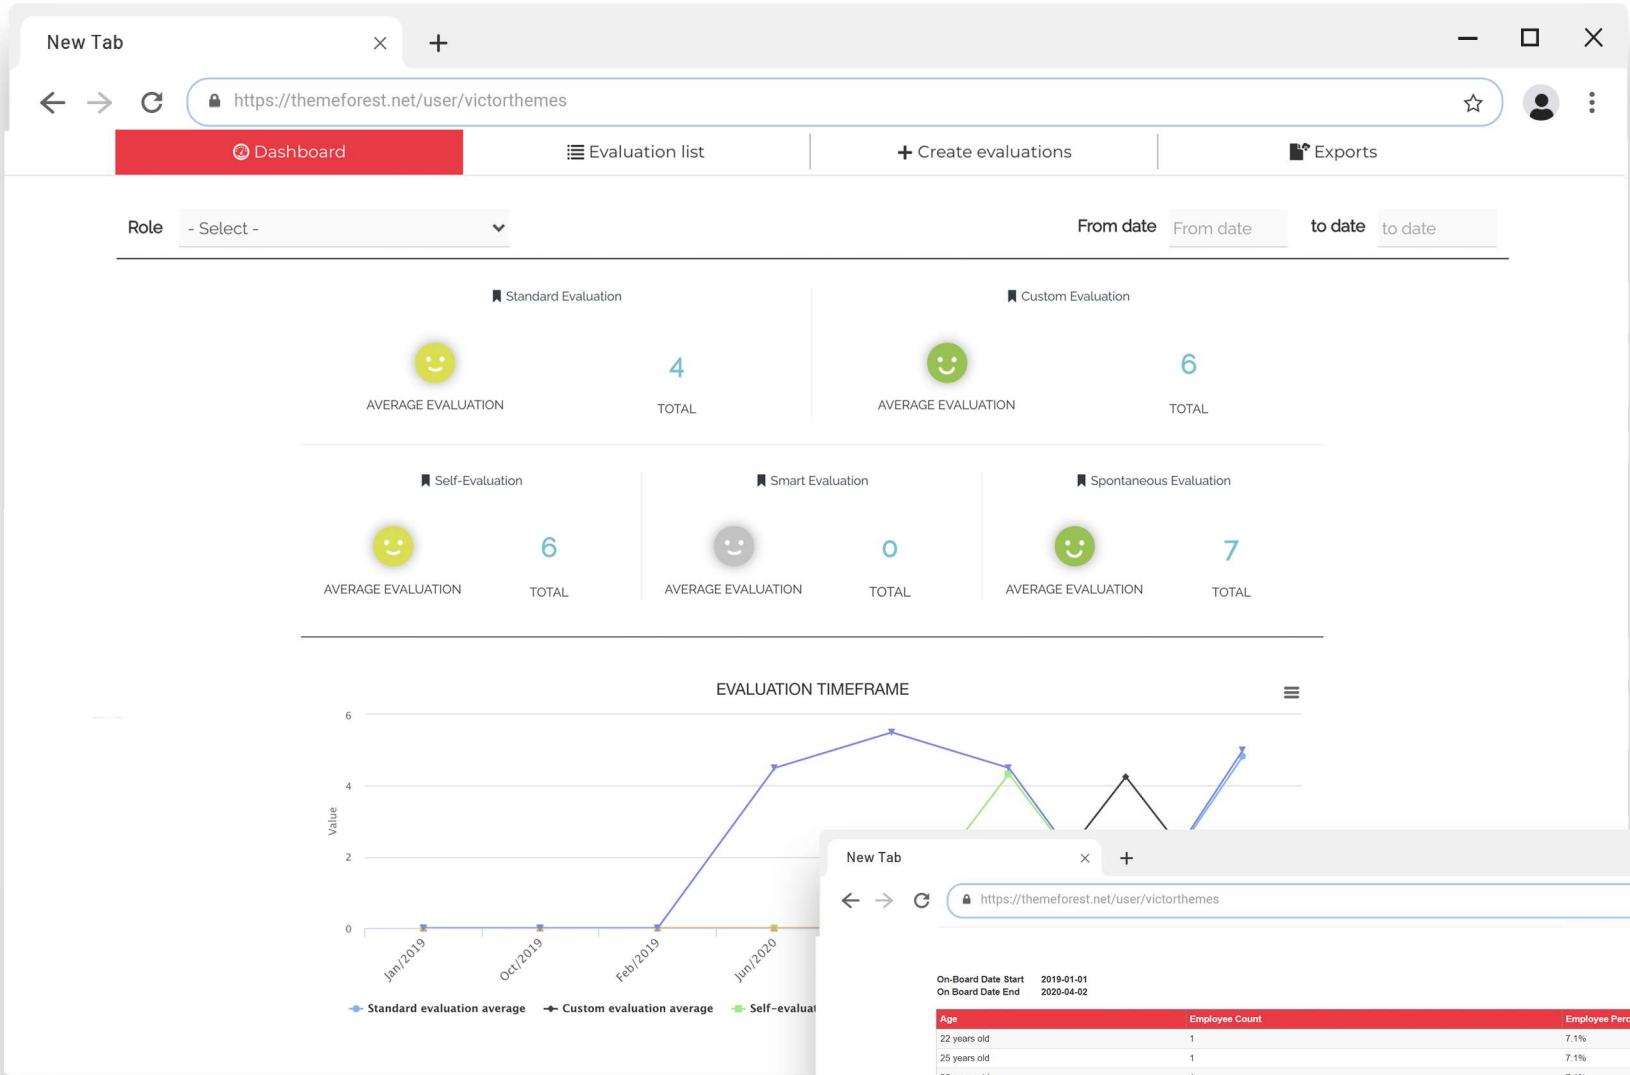 New Tab
https://themeforest.net/user/victorthemes
Dashboard
Evaluation list
Create evaluations
Exports
Role
- Select -
From date
From date
to date
to date
Standard Evaluation
AVERAGE EVALUATION
4
TOTAL
Custom Evaluation
AVERAGE EVALUATION
6
TOTAL
Self-Evaluation
AVERAGE EVALUATION
6
TOTAL
Smart Evaluation
AVERAGE EVALUATION
0
TOTAL
Spontaneous Evaluation
AVERAGE EVALUATION
7
TOTAL
EVALUATION TIMEFRAME
Value
6
4
2
0
Jan/2019
Oct/2019
Feb/2019
Jun/2020
Standard evaluation average
Custom evaluation average
Self-evaluat
New Tab
https://themeforest.net/user/victorthemes
On-Board Date Start 2019-01-01
On Board Date End 2020-04-02
Age Employee Count Employee Perc
22 years old 1 7.1%
25 years old 1 7.1%